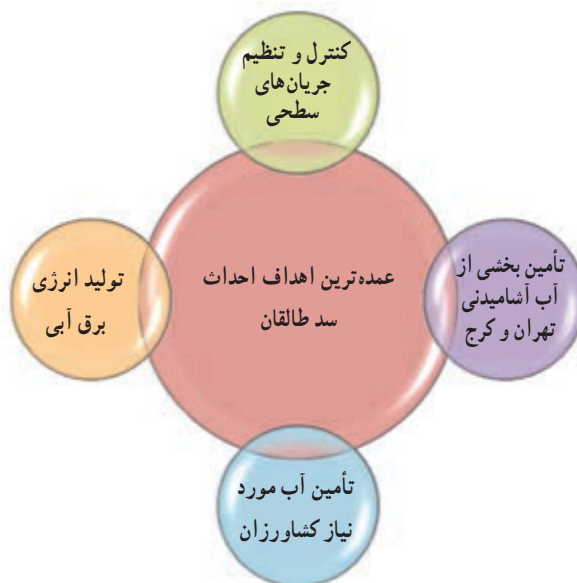 کنترل و تنظیم
جریان‌های
سطحی
عمده‌ترین اهداف احداث
سد طالقان
تأمین بخشی از
آب آشامیدنی
تهران و کرج
تولید انرژی
برق آبی
تأمین آب مورد
نیاز کشاورزان